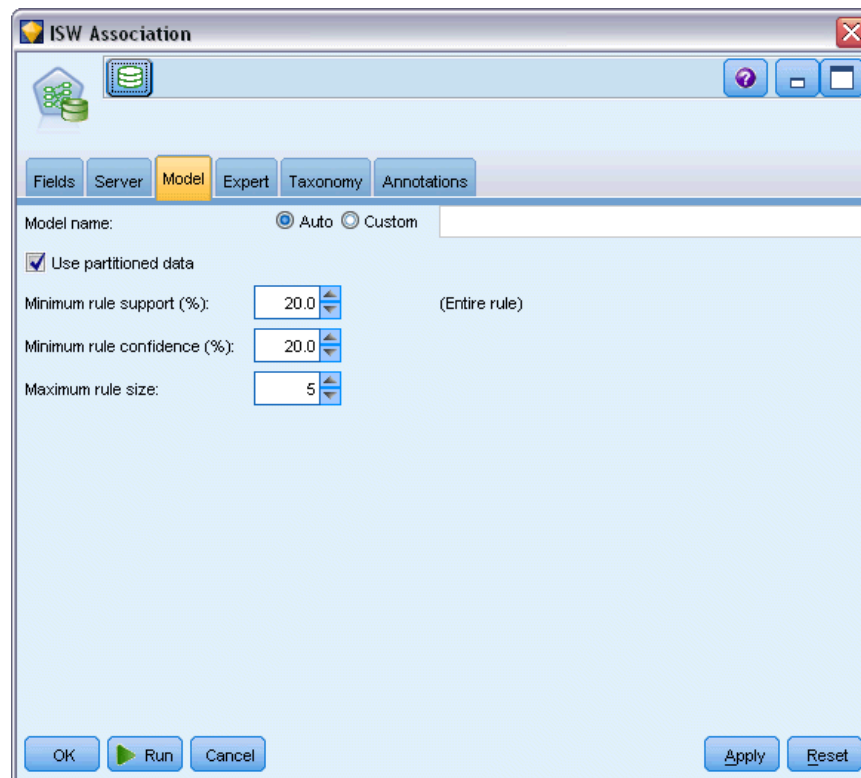 ISW Association
?
Fields Server Model Expert Taxonomy Annotations
Model name: Auto Custom
Use partitioned data
Minimum rule support (%): 20.0 (Entire rule)
Minimum rule confidence (%): 20.0
Maximum rule size: 5
OK Run Cancel Apply Reset